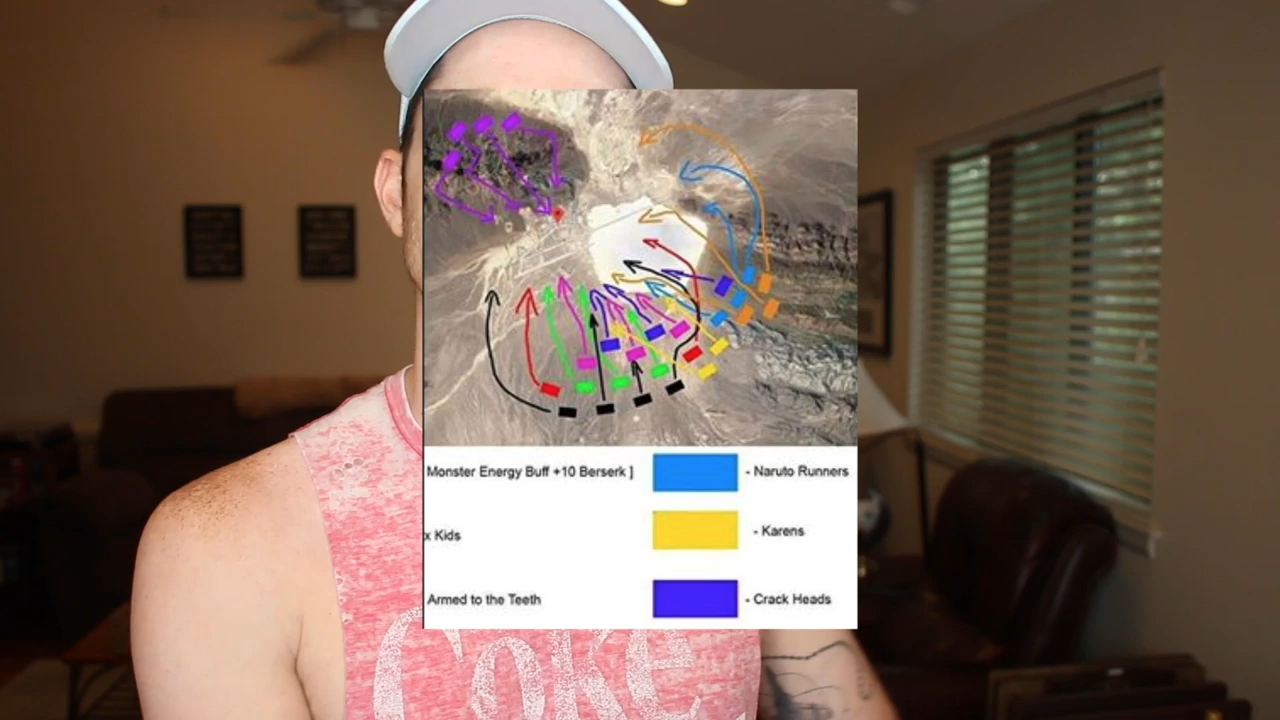 Monster Energy Buff +10 Berserk ] - Naruto Runners
x Kids - Karens
Armed to the Teeth - Crack Heads
Coke